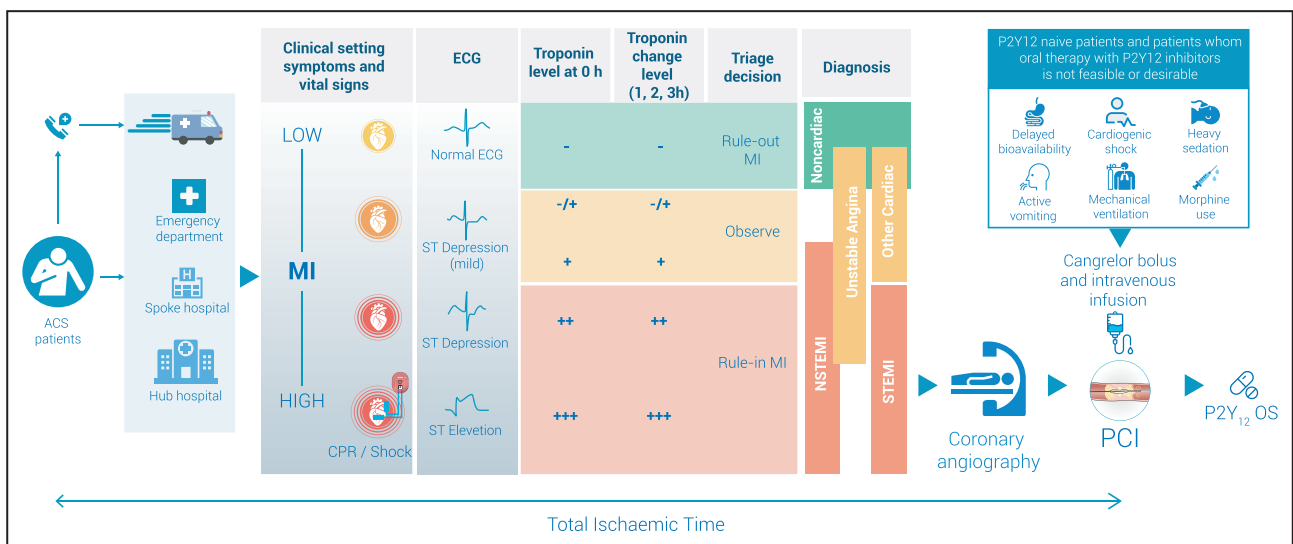 Clinical setting
symptoms and
vital signs
ECG
Troponin
level at 0 h
Troponin
change
level
(1, 2, 3h)
Triage
decision
Diagnosis
P2Y12 naive patients and patients whom
oral therapy with P2Y12 inhibitors
is not feasible or desirable
Delayed
bioavailability
Cardiogenic
shock
Heavy
sedation
Active
vomiting
Mechanical
ventilation
Morphine
use
ACS
patients
Emergency
department
H
Spoke hospital
Hub hospital
LOW
MI
HIGH
CPR / Shock
Normal ECG
ST Depression
(mild)
ST Depression
ST Elevetion
-
-
Rule-out
MI
-/+
-/+
Observe
+
+
++
++
Rule-in MI
+++
+++
Noncardiac
Unstable Angina
Other Cardiac
NSTEMI
STEMI
Coronary
angiography
Cangrelor bolus
and intravenous
infusion
PCI
P2Y12 OS
Total Ischaemic Time